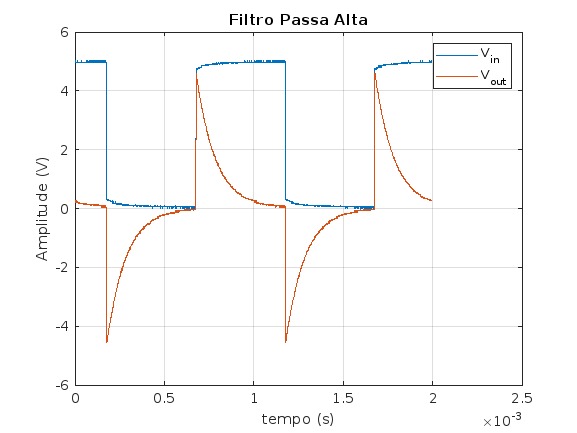 Filtro Passa Alta
6
4
2
0
-2
-4
-6
Amplitude (V)
V_in
V_out
0 0.5 1 1.5 2 2.5
tempo (s)
×10^-3